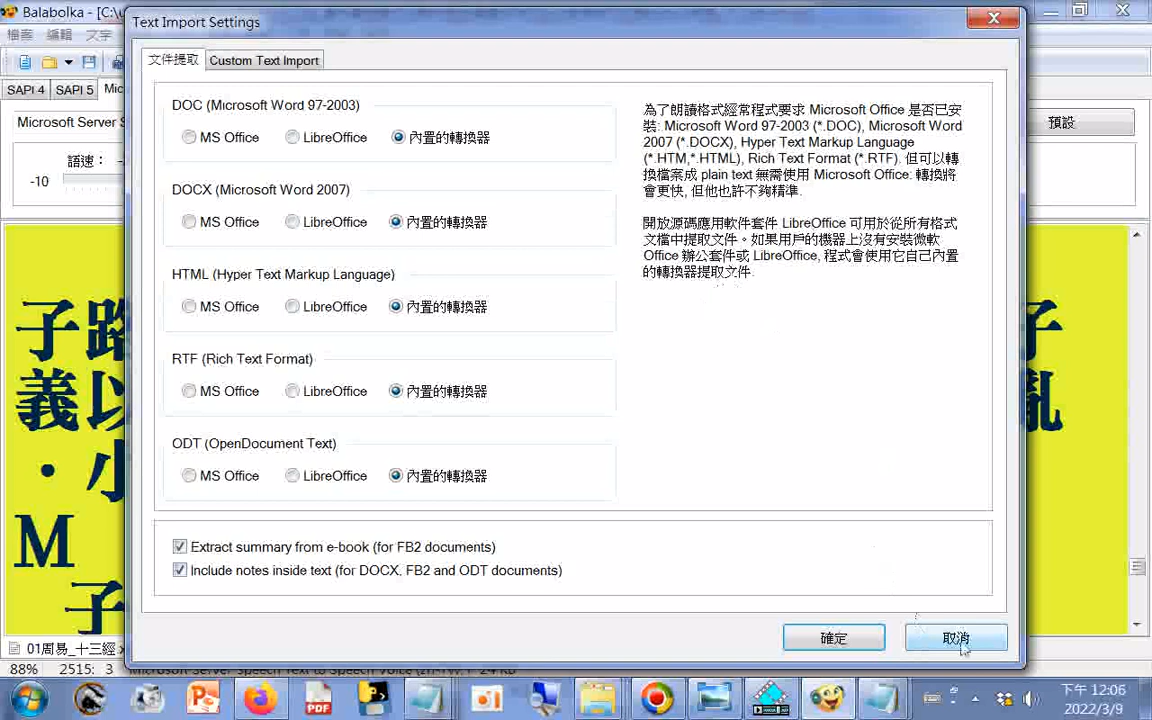 Balabolka - [C:\
Text Import Settings
檔案 編輯 文字
文件提取 Custom Text Import
SAPI 4 SAPI 5 Mic
DOC (Microsoft Word 97-2003)
MS Office LibreOffice 內置的轉換器
Microsoft Server S
預設
語速：
-10
DOCX (Microsoft Word 2007)
MS Office LibreOffice 內置的轉換器
HTML (Hyper Text Markup Language)
MS Office LibreOffice 內置的轉換器
RTF (Rich Text Format)
MS Office LibreOffice 內置的轉換器
ODT (OpenDocument Text)
MS Office LibreOffice 內置的轉換器
為了朗讀格式經常程式要求 Microsoft Office 是否已安
裝: Microsoft Word 97-2003 (*.DOC), Microsoft Word
2007 (*.DOCX), Hyper Text Markup Language
(*.HTM,*.HTML), Rich Text Format (*.RTF). 但可以轉
換檔案成 plain text 無需使用 Microsoft Office: 轉換將
會更快, 但他也許不夠精準.
開放源碼應用軟件套件 LibreOffice 可用於從所有格式
文檔中提取文件。如果用戶的機器上沒有安裝微軟
Office 辦公套件或 LibreOffice, 程式會使用它自己內置
的轉換器提取文件.
Extract summary from e-book (for FB2 documents)
Include notes inside text (for DOCX, FB2 and ODT documents)
確定 取消
子路
義以
・小
M
子
子
亂
01周易_十三經
88% 2515: 3 Microsoft Server Speech to Speech Voice (zh-TW, 24 KB
下午 12:06
2022/3/9